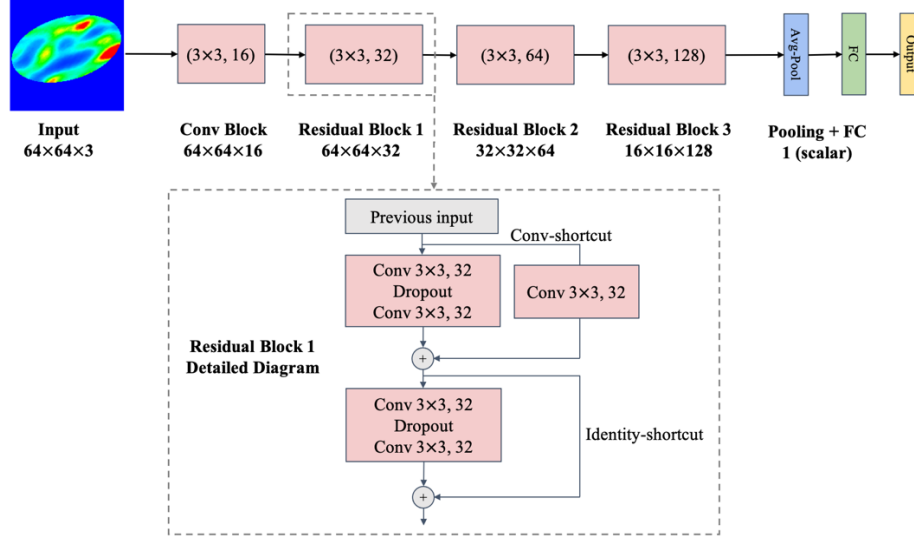 (3×3, 16)
(3×3, 32)
(3×3, 64)
(3×3, 128)
Avg-Pool
FC
Output
Input
64×64×3
Conv Block
64×64×16
Residual Block 1
64×64×32
Residual Block 2
32×32×64
Residual Block 3
16×16×128
Pooling + FC
1 (scalar)
Previous input
Conv-shortcut
Conv 3×3, 32
Dropout
Conv 3×3, 32
Conv 3×3, 32
+
Residual Block 1
Detailed Diagram
Conv 3×3, 32
Dropout
Conv 3×3, 32
Identity-shortcut
+